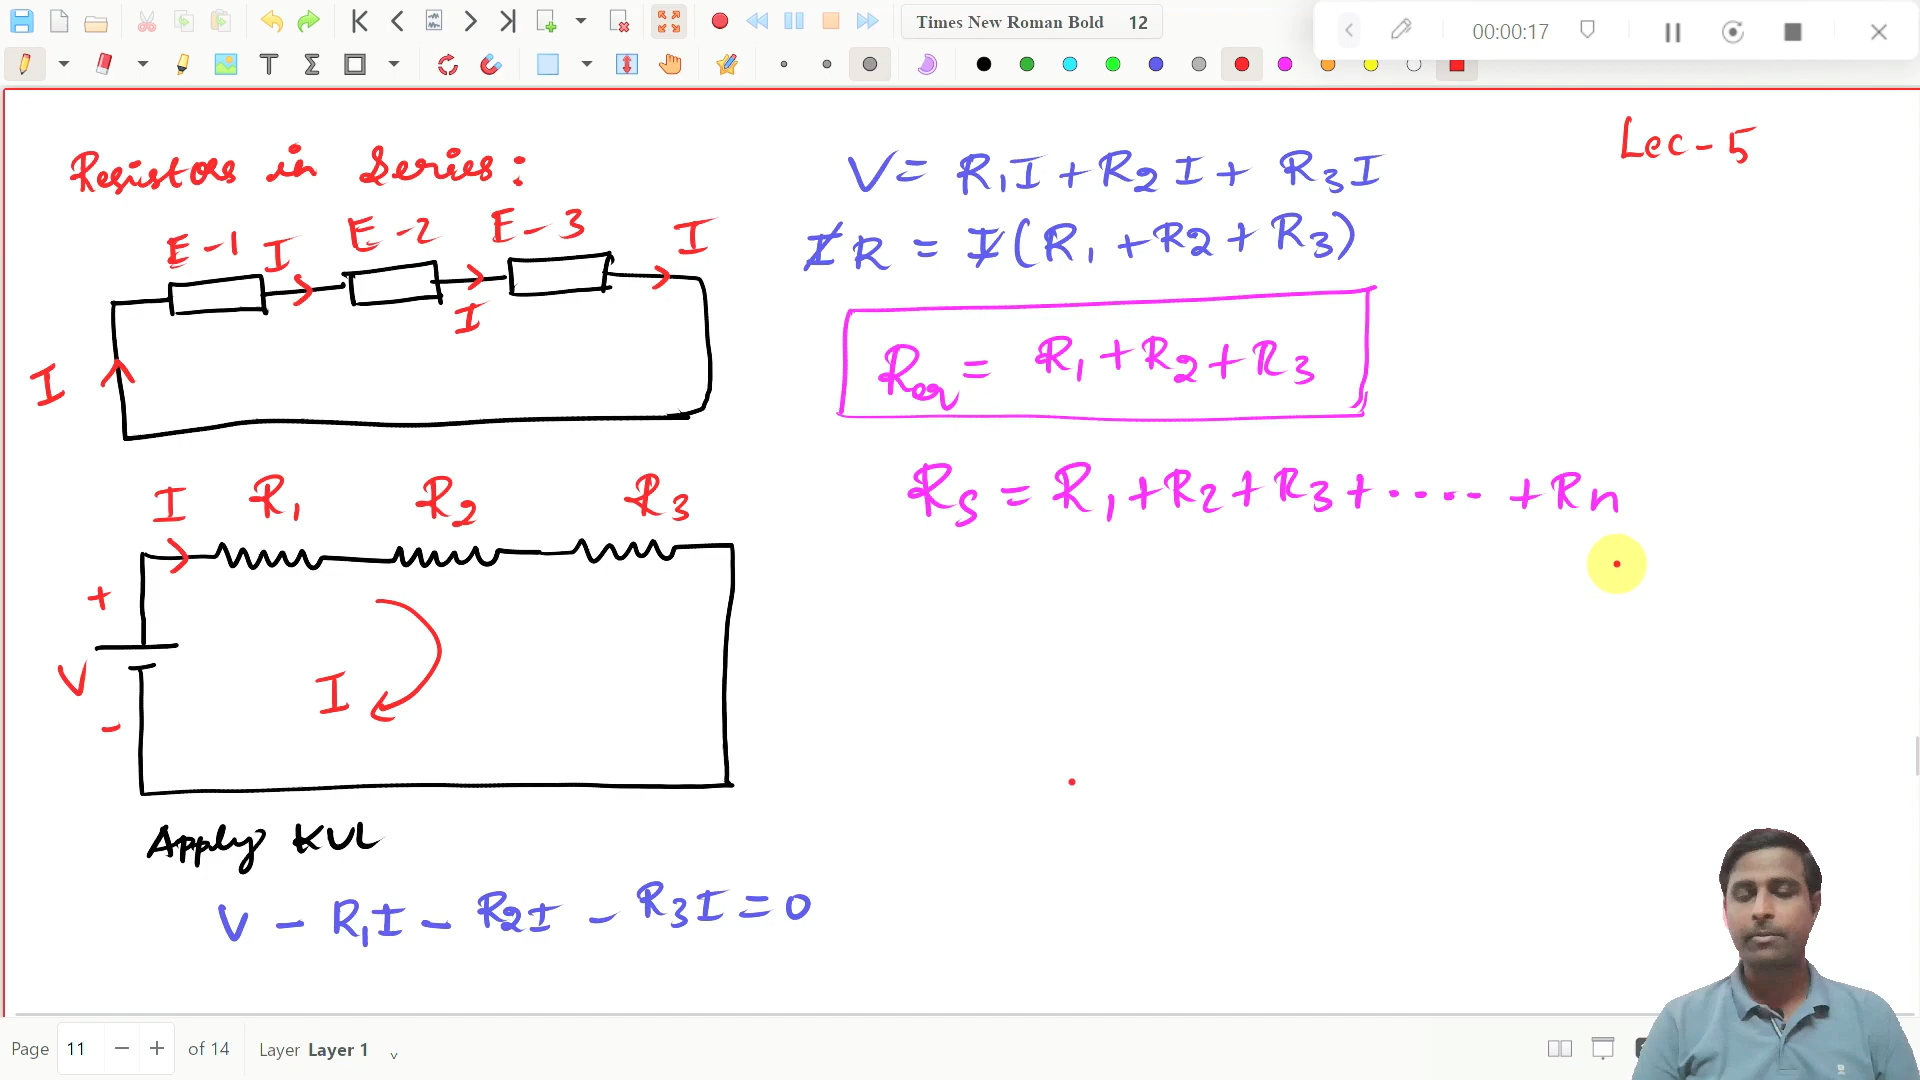 Times New Roman Bold 12
00:00:17
Lec-5
Resistors in Series:
E-1 I E-2 E-3 I
I
I
I R1 R2 R3
+
V
-
I
Apply KVL
V - R1I - R2I - R3I = 0
V = R1I + R2I + R3I
IR = I(R1 + R2 + R3)
Req = R1 + R2 + R3
Rs = R1 + R2 + R3 + ..... + Rn
Page 11 of 14 Layer Layer 1